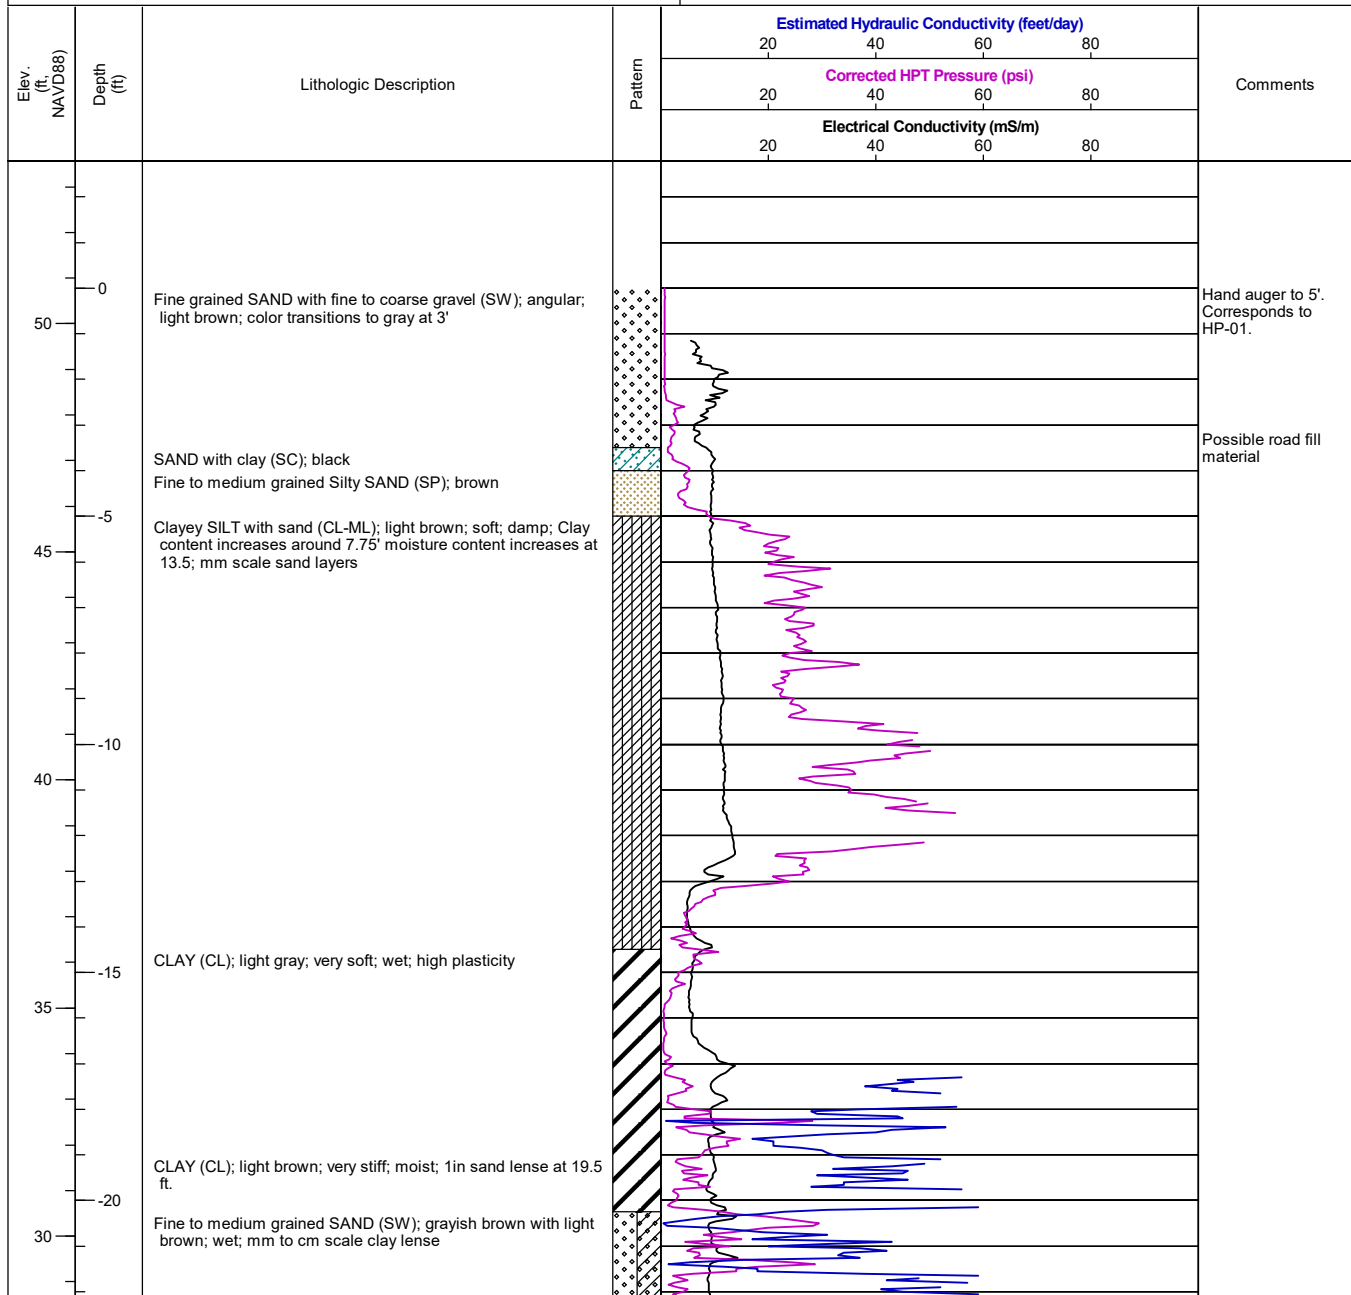 Elev.
(ft,
NAVD88)
Depth
(ft)
Lithologic Description
Pattern
Estimated Hydraulic Conductivity (feet/day)
20 40 60 80
Corrected HPT Pressure (psi)
20 40 60 80
Electrical Conductivity (mS/m)
20 40 60 80
Comments
0
Fine grained SAND with fine to coarse gravel (SW); angular;
light brown; color transitions to gray at 3'
Hand auger to 5'.
Corresponds to
HP-01.
50
Possible road fill
material
SAND with clay (SC); black
Fine to medium grained Silty SAND (SP); brown
-5
Clayey SILT with sand (CL-ML); light brown; soft; damp; Clay
content increases around 7.75' moisture content increases at
13.5; mm scale sand layers
45
-10
40
CLAY (CL); light gray; very soft; wet; high plasticity
-15
35
CLAY (CL); light brown; very stiff; moist; 1in sand lense at 19.5
ft.
-20
Fine to medium grained SAND (SW); grayish brown with light
brown; wet; mm to cm scale clay lense
30